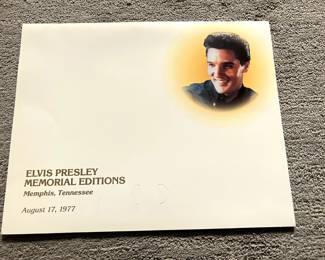 ELVIS PRESLEY
MEMORIAL EDITIONS
Memphis, Tennessee
August 17, 1977